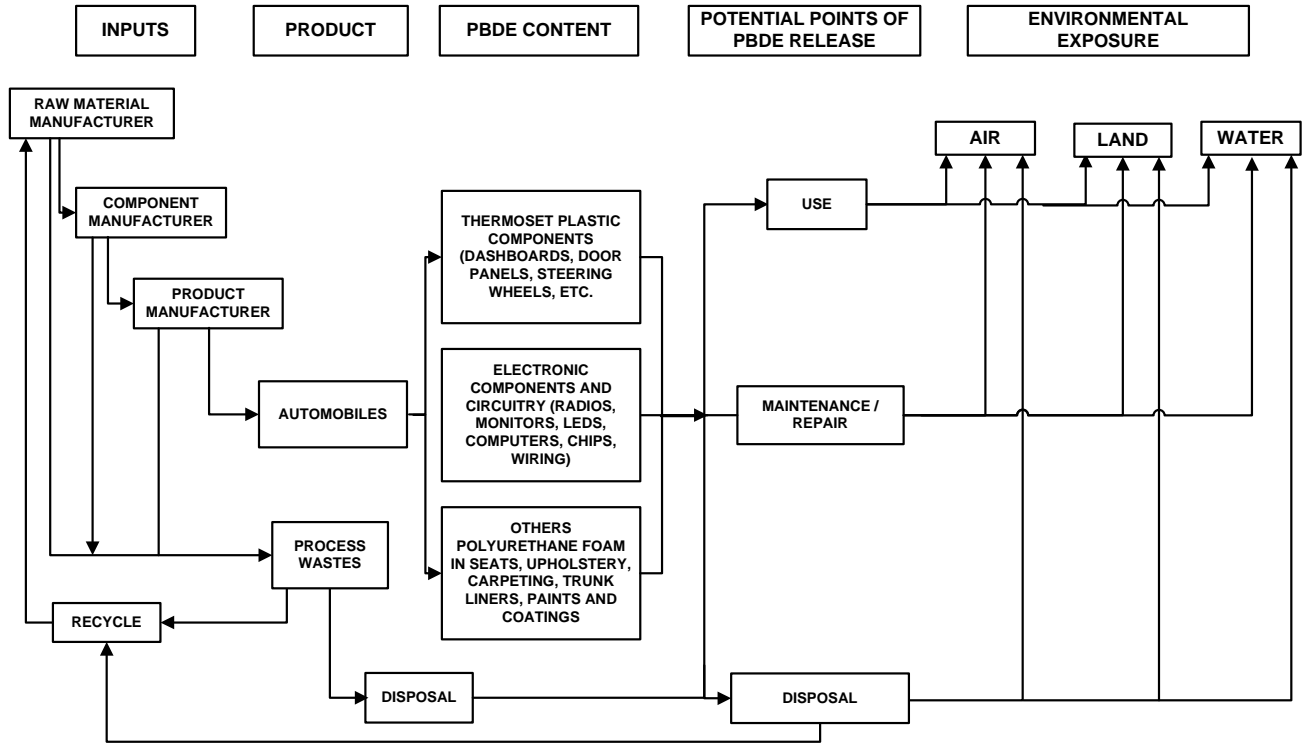 INPUTS
PRODUCT
PBDE CONTENT
POTENTIAL POINTS OF
PBDE RELEASE
ENVIRONMENTAL
EXPOSURE
RAW MATERIAL
MANUFACTURER
COMPONENT
MANUFACTURER
PRODUCT
MANUFACTURER
AUTOMOBILES
PROCESS
WASTES
RECYCLE
DISPOSAL
THERMOSET PLASTIC
COMPONENTS
(DASHBOARDS, DOOR
PANELS, STEERING
WHEELS, ETC.
ELECTRONIC
COMPONENTS AND
CIRCUITRY (RADIOS,
MONITORS, LEDS,
COMPUTERS, CHIPS,
WIRING)
OTHERS
POLYURETHANE FOAM
IN SEATS, UPHOLSTERY,
CARPETING, TRUNK
LINERS, PAINTS AND
COATINGS
USE
MAINTENANCE /
REPAIR
DISPOSAL
AIR
LAND
WATER